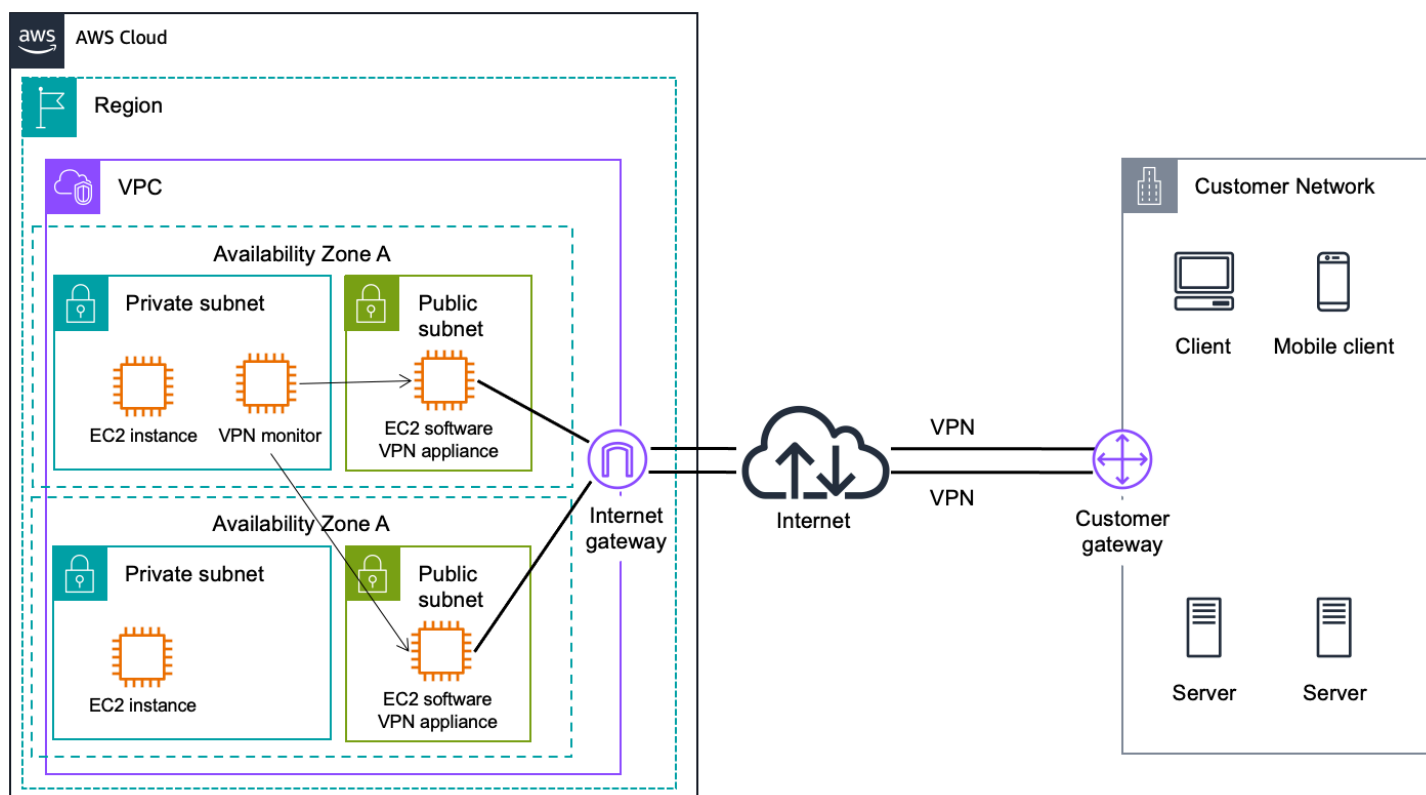 aws
AWS Cloud
Region
VPC
Availability Zone A
Private subnet
Public
subnet
EC2 instance
VPN monitor
EC2 software
VPN appliance
Availability Zone A
Private subnet
Public
subnet
EC2 instance
EC2 software
VPN appliance
Internet
gateway
Internet
VPN
VPN
Customer
gateway
Customer Network
Client
Mobile client
Server
Server